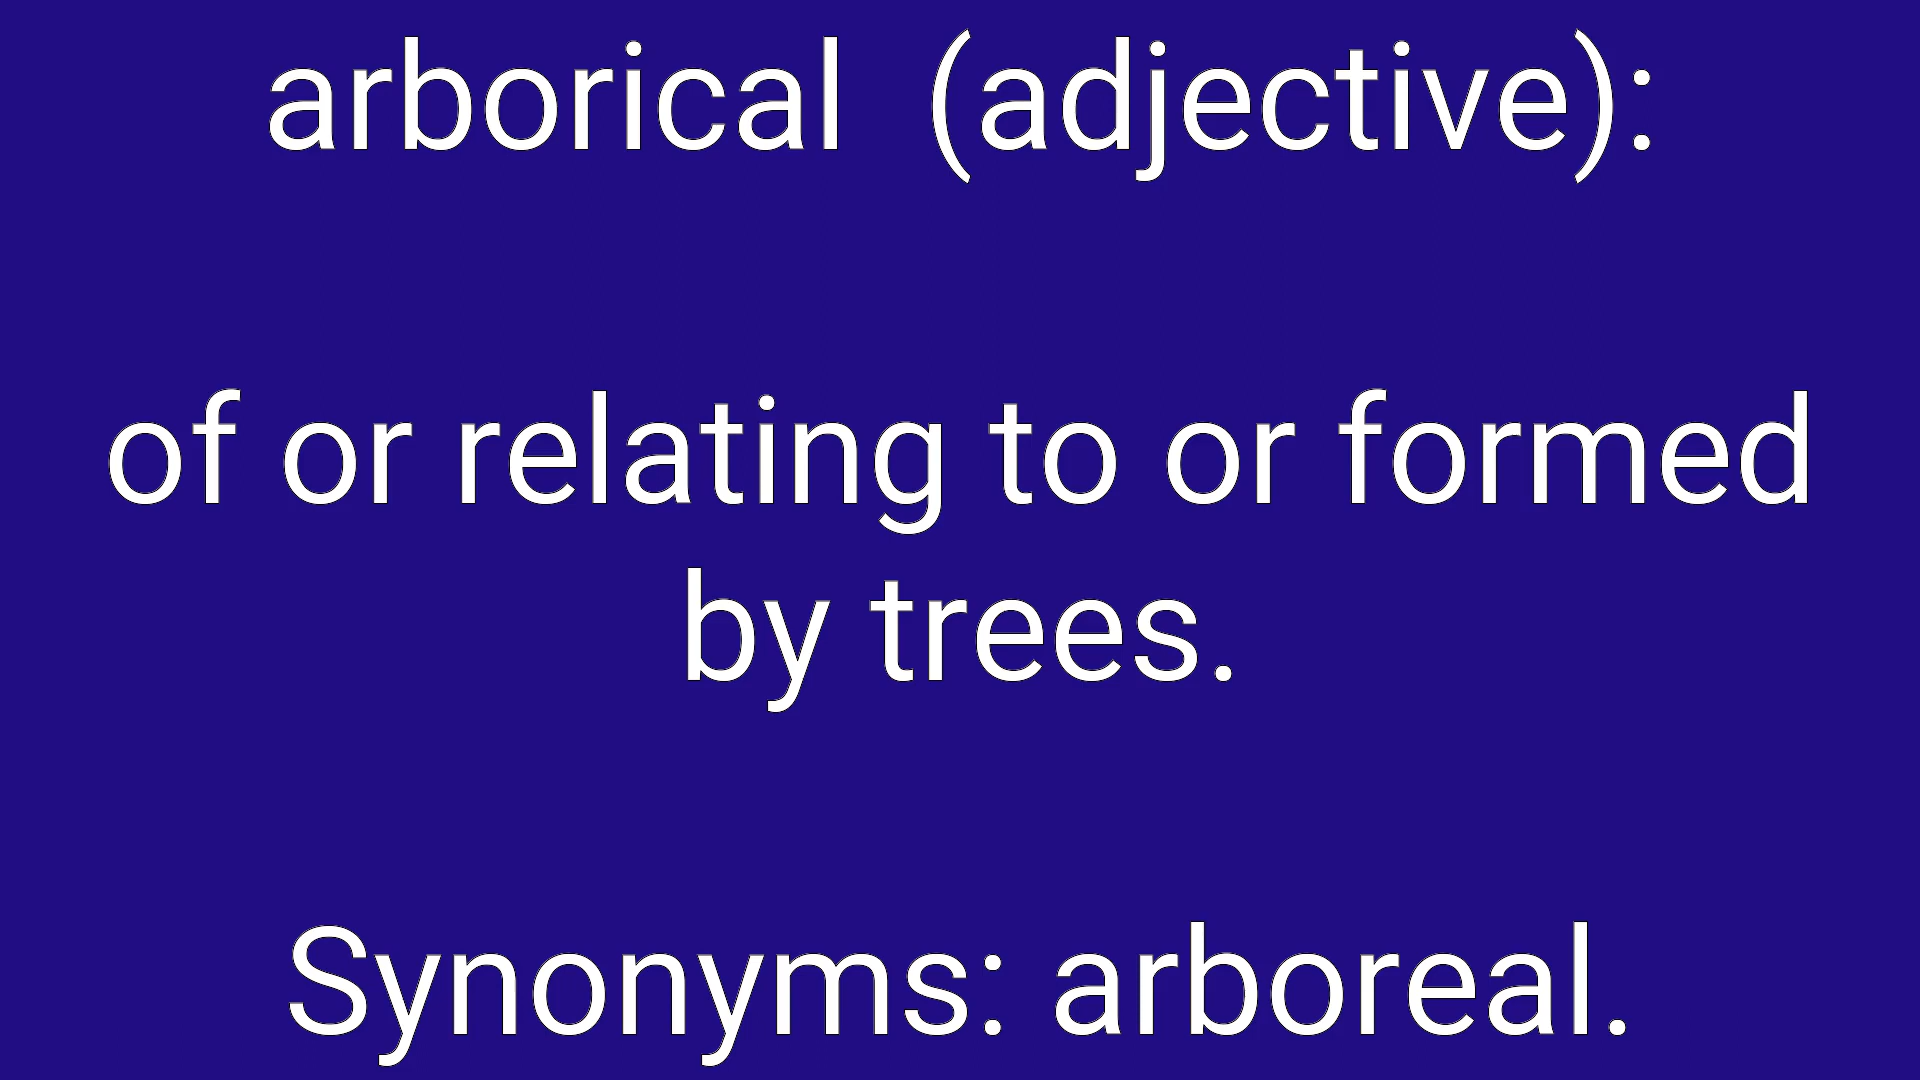 arborical  (adjective):
of or relating to or formed
by trees.
Synonyms: arboreal.